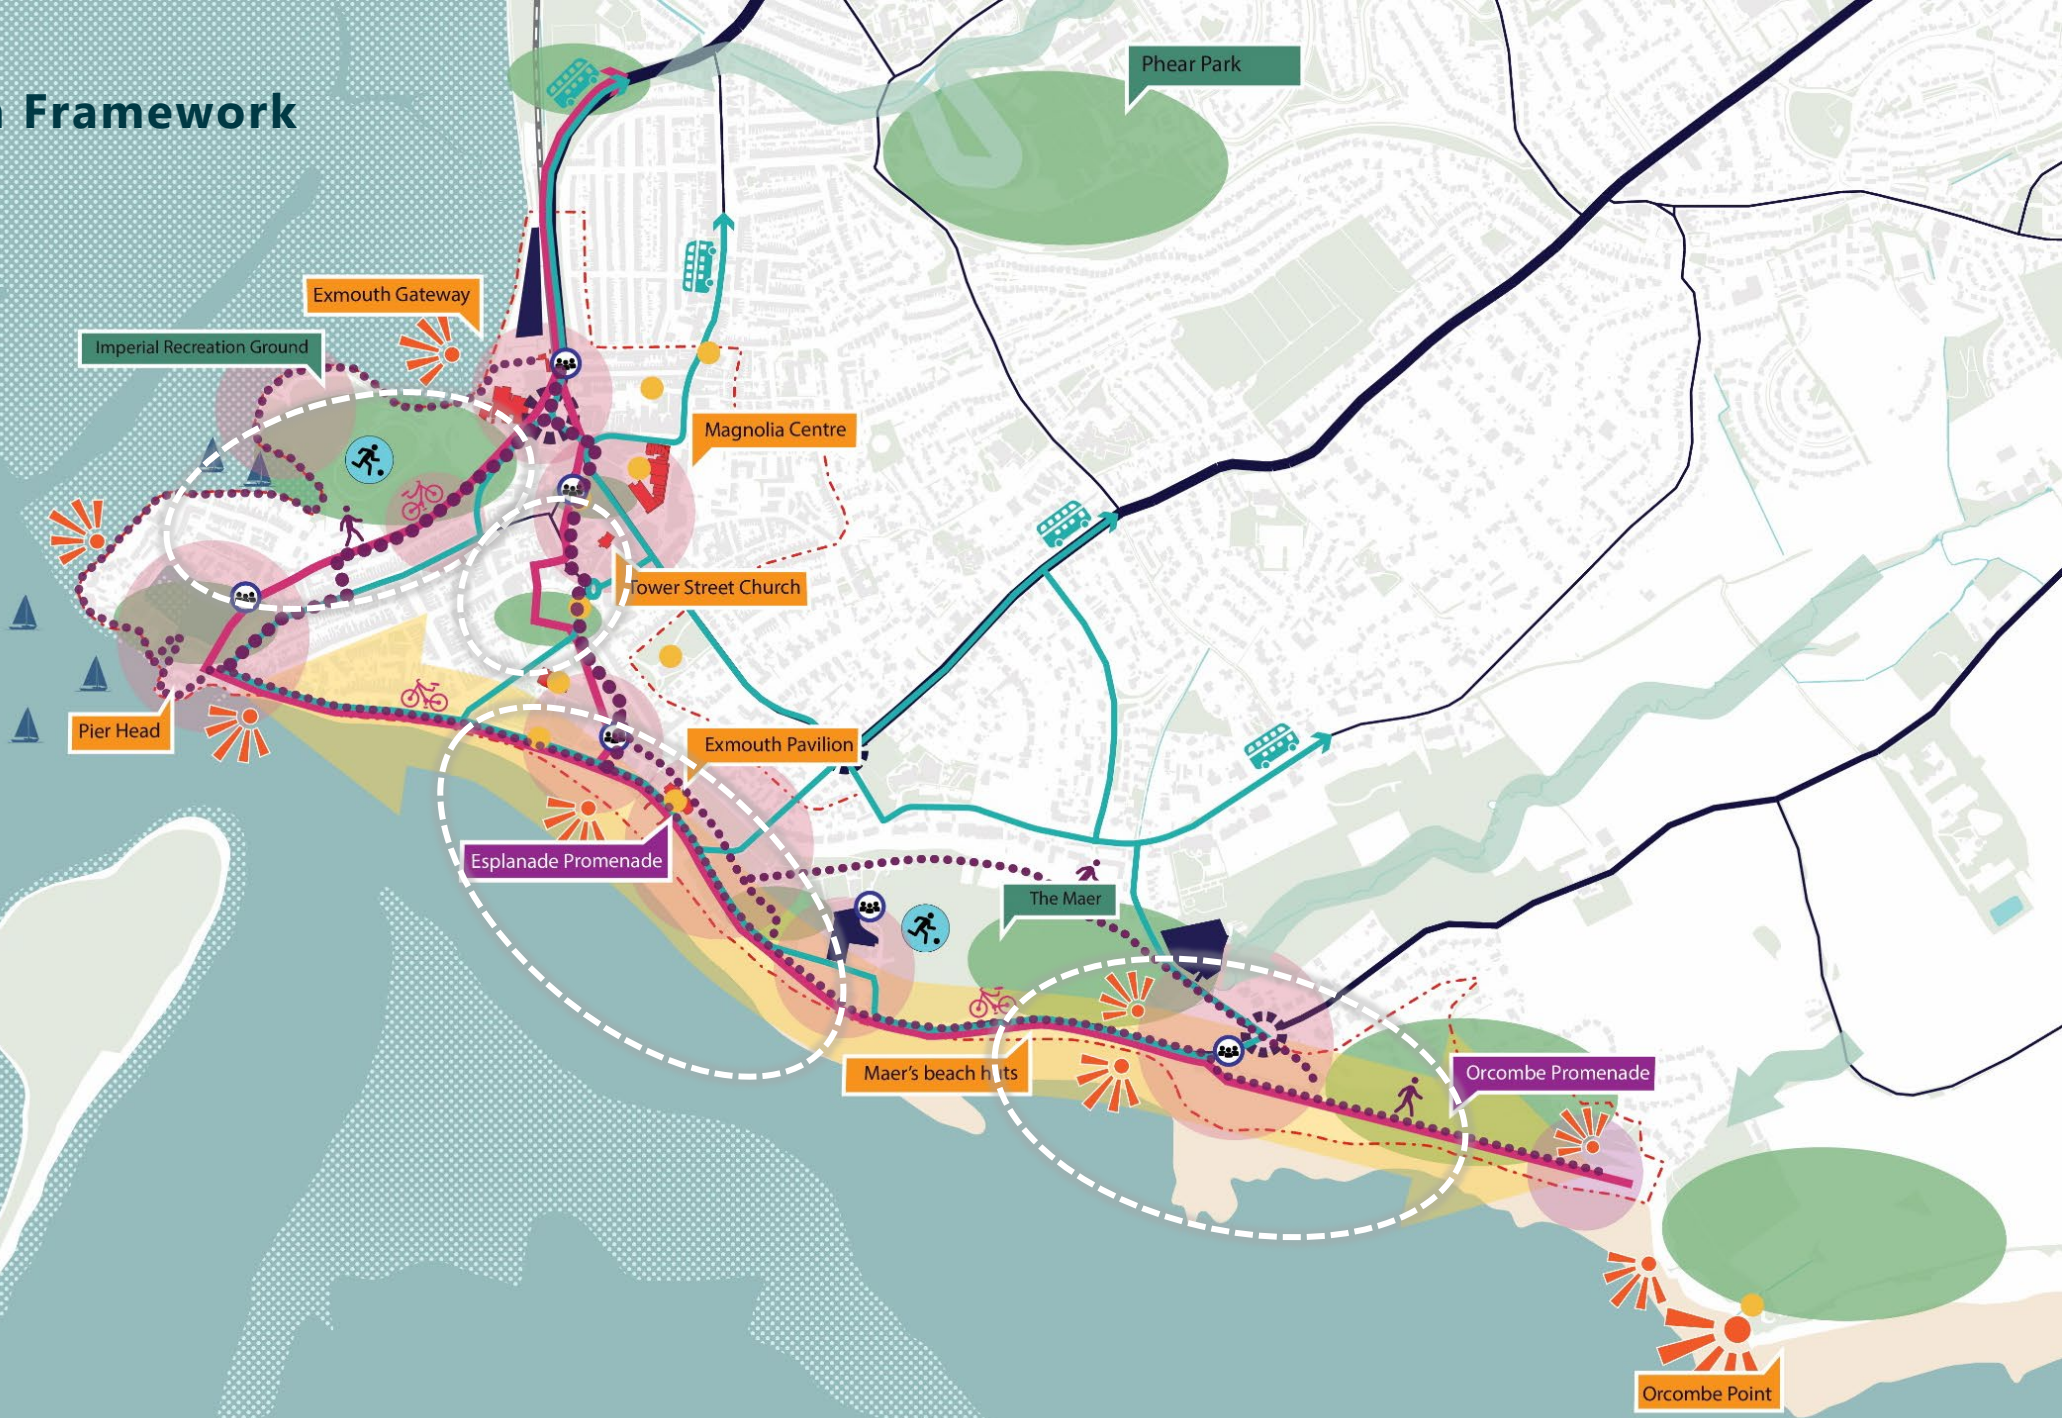 Framework
Phear Park
Exmouth Gateway
Imperial Recreation Ground
Magnolia Centre
Tower Street Church
Pier Head
Exmouth Pavilion
Esplanade Promenade
The Maer
Maer's beach huts
Orcombe Promenade
Orcombe Point